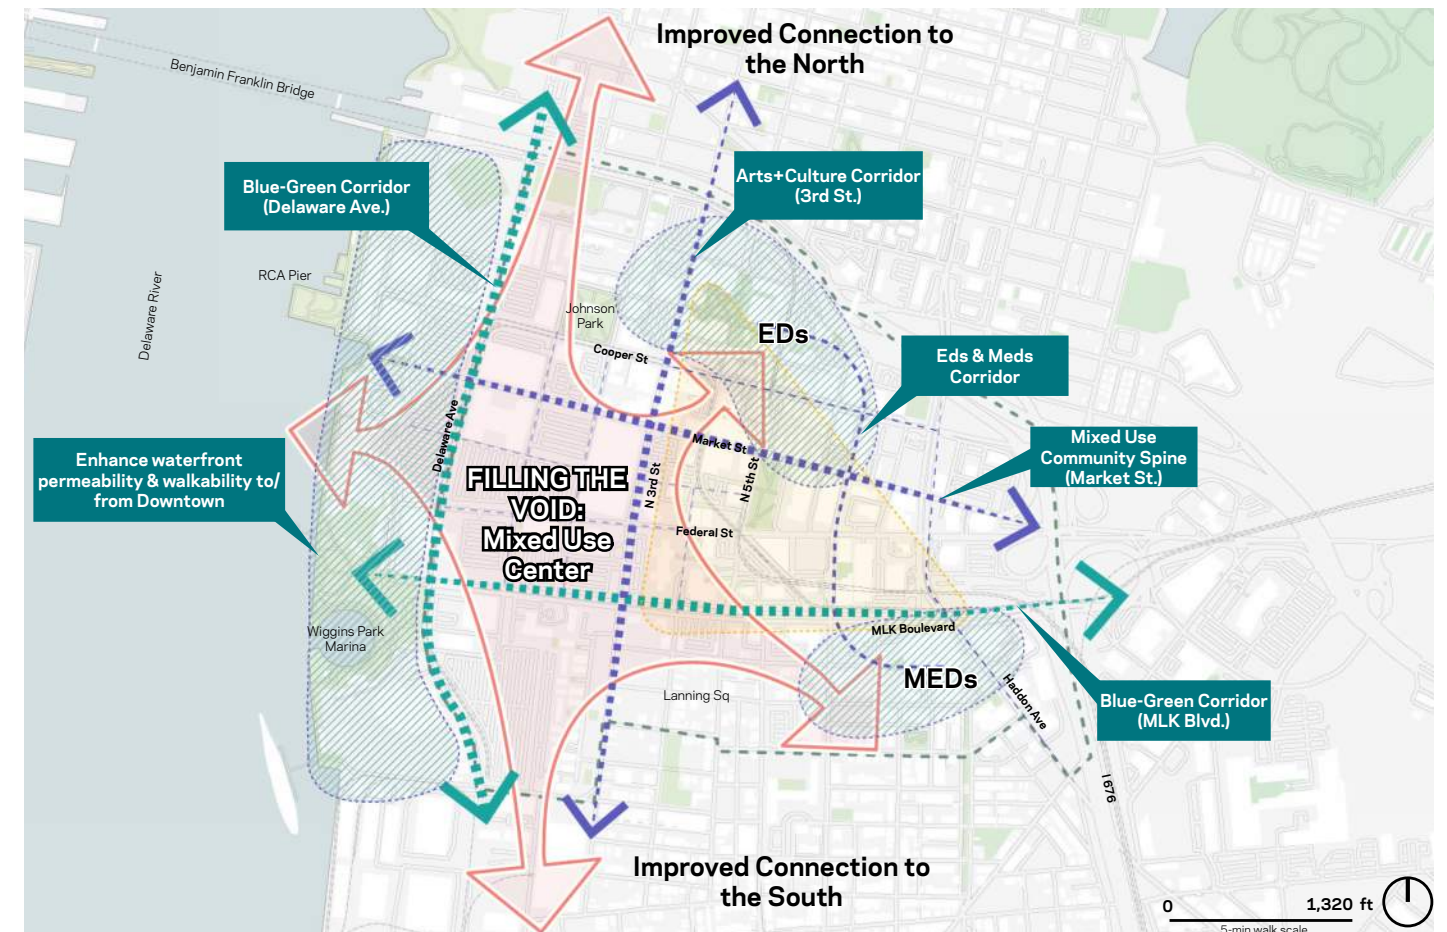 Improved Connection to
the North
Benjamin Franklin Bridge
Blue-Green Corridor
(Delaware Ave.)
Arts+Culture Corridor
(3rd St.)
RCA Pier
Delaware River
Johnson
Park
EDs
Cooper St
Eds & Meds
Corridor
Delaware Ave
Market St
Mixed Use
Community Spine
(Market St.)
Enhance waterfront
permeability & walkability to/
from Downtown
FILLING THE
VOID:
Mixed Use
Center
N 3rd St
N 5th St
Federal St
Wiggins Park
Marina
MLK Boulevard
MEDs
Haddon Ave
Lanning Sq
Blue-Green Corridor
(MLK Blvd.)
I 676
Improved Connection to
the South
0 1,320 ft
5-min walk scale